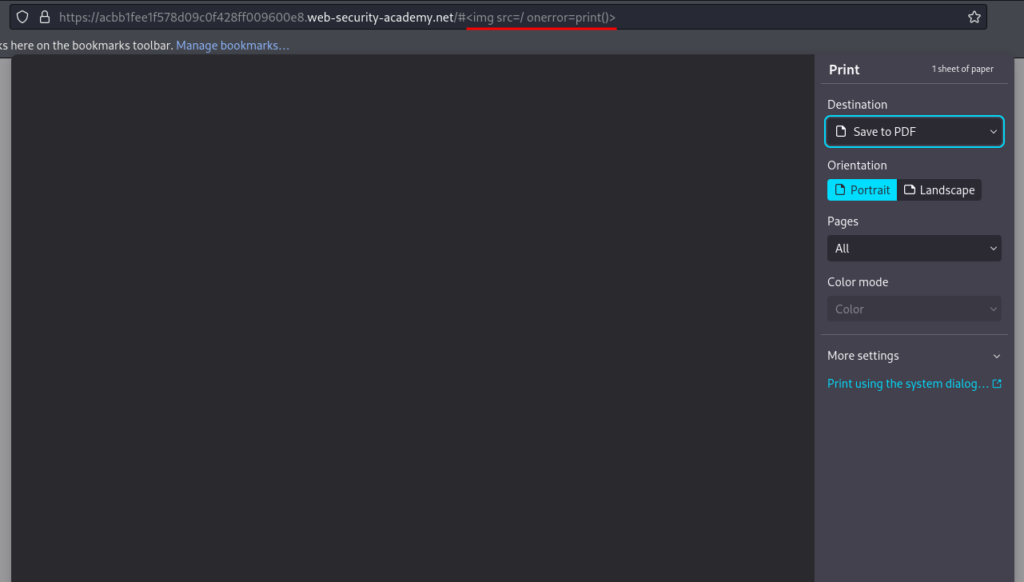 https://acbb1fee1f578d09c0f428ff009600e8.web-security-academy.net/#<img src=/ onerror=print()>
ks here on the bookmarks toolbar. Manage bookmarks…
Print 1 sheet of paper
Destination
Save to PDF
Orientation
Portrait Landscape
Pages
All
Color mode
Color
More settings
Print using the system dialog…